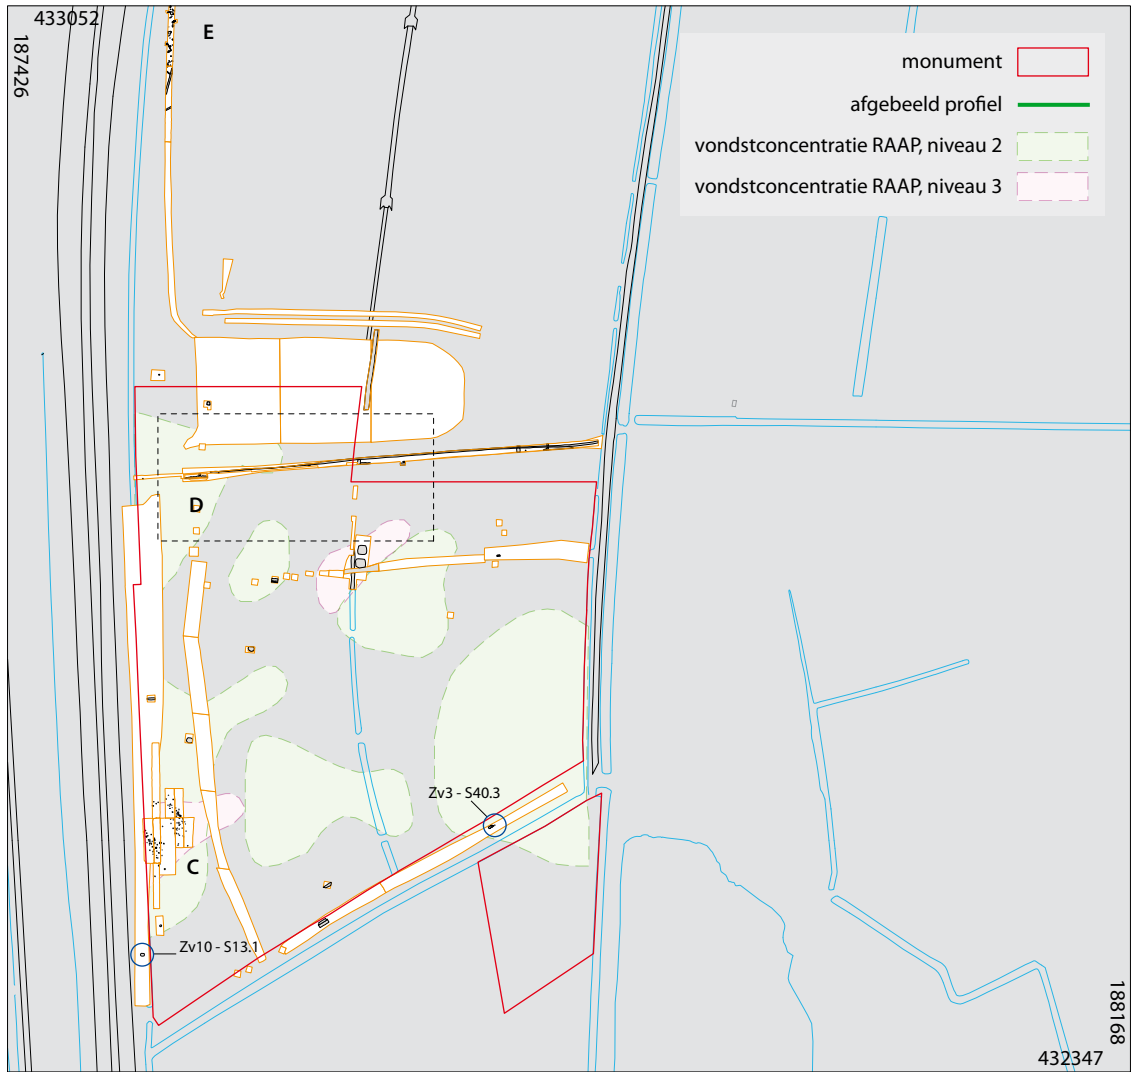 433052
187426
E
monument
afgebeeld profiel
vondstconcentratie RAAP, niveau 2
vondstconcentratie RAAP, niveau 3
D
Zv3 - S40.3
C
Zv10 - S13.1
188168
432347